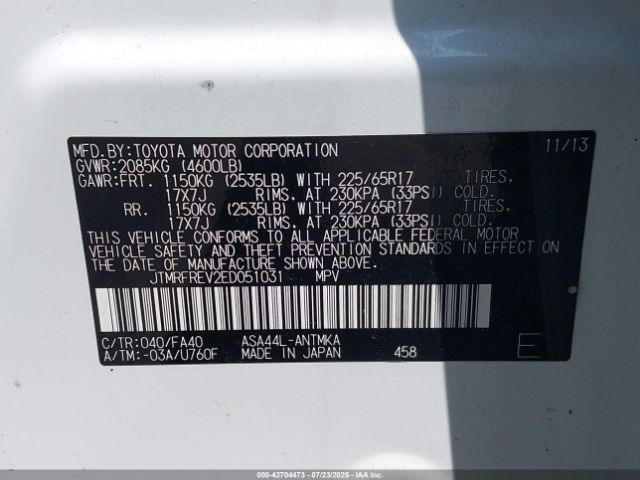 MFD.BY:TOYOTA MOTOR CORPORATION 11/13
GVWR:2085KG (4600LB)
GAWR:FRT. 1150KG (2535LB) WITH 225/65R17 TIRES.
17X7J RIMS. AT 230KPA (33PSI) COLD.
RR. 1150KG (2535LB) WITH 225/65R17 TIRES.
17X7J RIMS. AT 230KPA (33PSI) COLD.
THIS VEHICLE CONFORMS TO ALL APPLICABLE FEDERAL MOTOR
VEHICLE SAFETY AND THEFT PREVENTION STANDARDS IN EFFECT ON
THE DATE OF MANUFACTURE SHOWN ABOVE.
JTMRFREV2ED051031 MPV
C/TR:040/FA40 ASA44L-ANTMKA
A/TM:-03A/U760F MADE IN JAPAN 458 E
000-42704473 - 07/23/2025 - IAAI.com